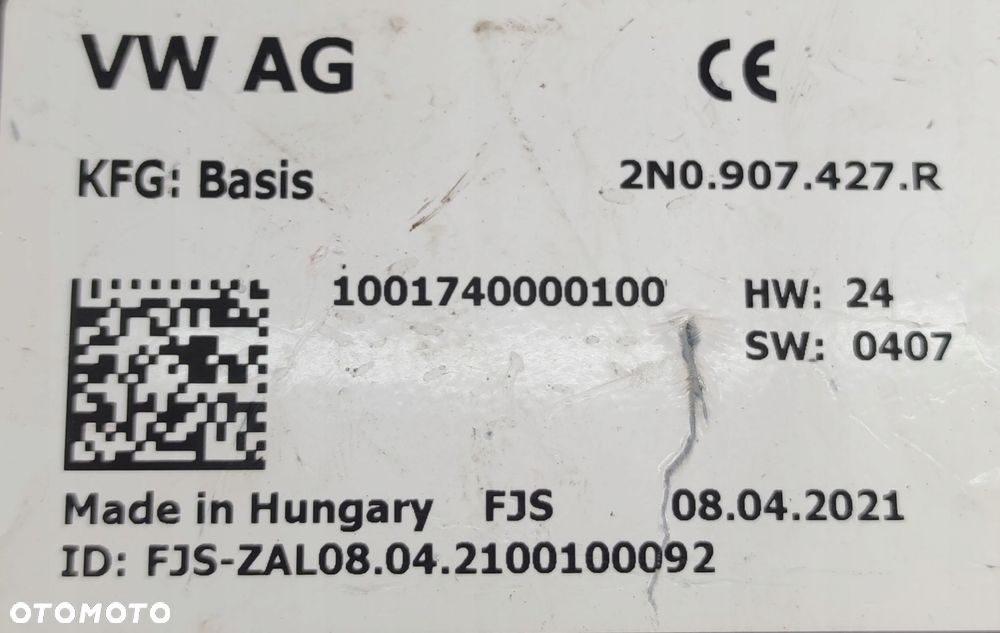 VW AG CE
KFG: Basis 2N0.907.427.R
1001740000100 HW: 24
SW: 0407
Made in Hungary FJS 08.04.2021
ID: FJS-ZAL08.04.2100100092
OTOMOTO